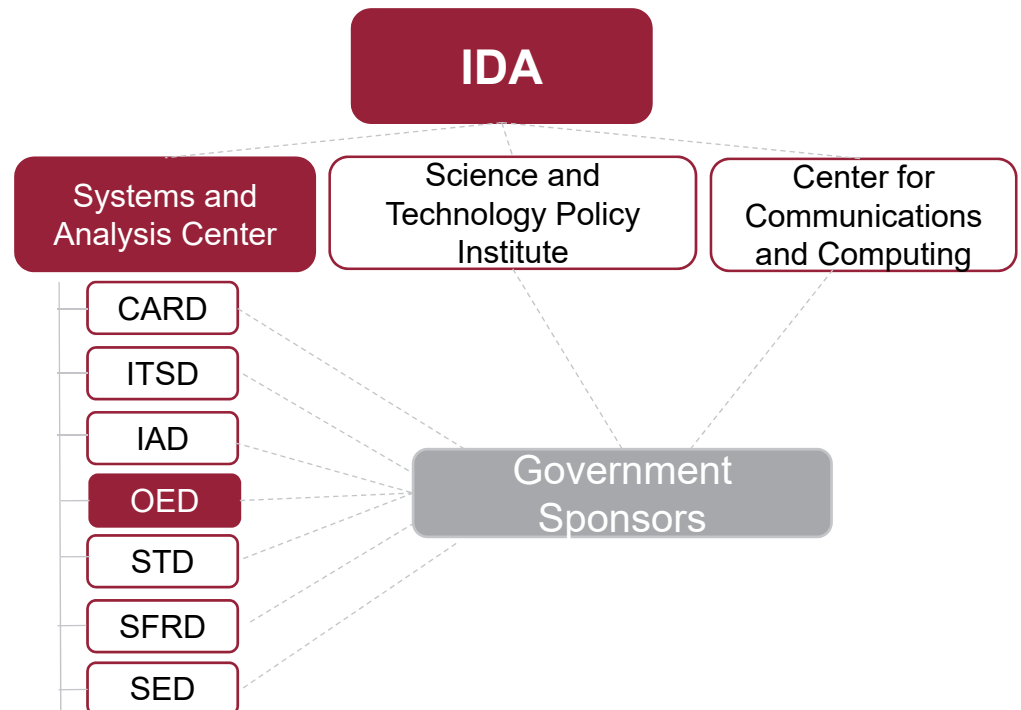 IDA
Systems and
Analysis Center
Science and
Technology Policy
Institute
Center for
Communications
and Computing
CARD
ITSD
IAD
OED
STD
SFRD
SED
Government
Sponsors